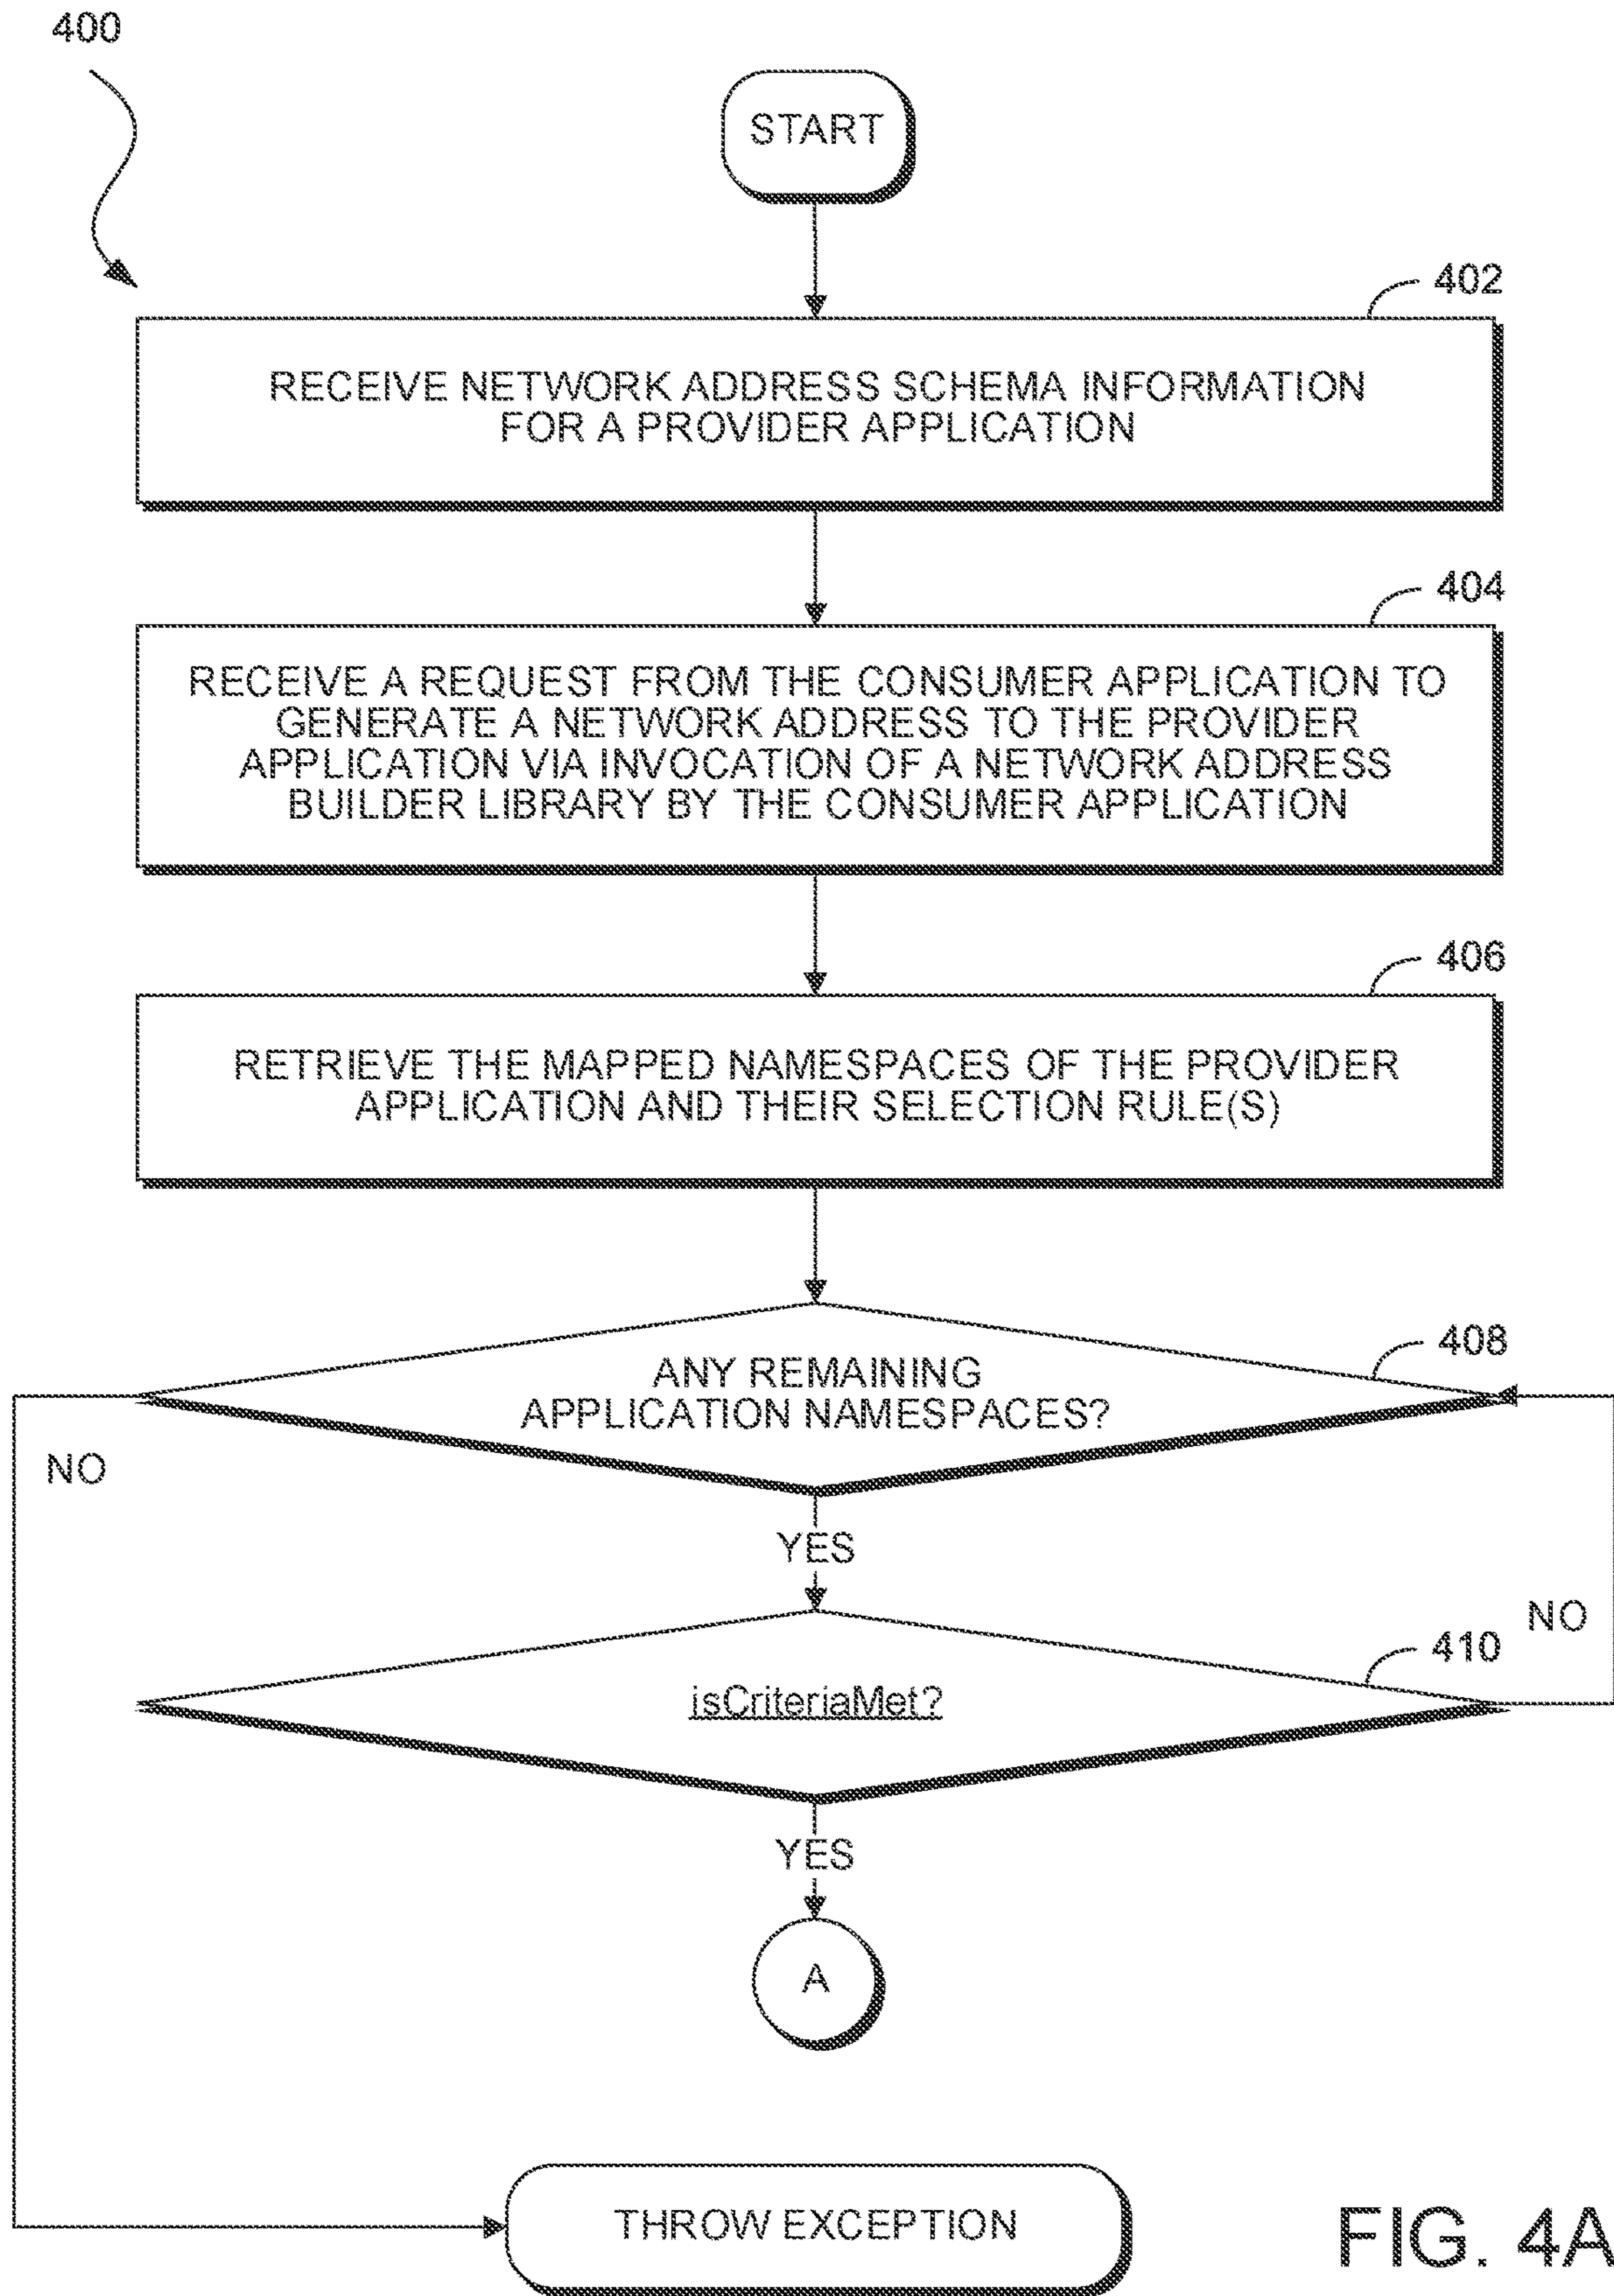 400
START
402
RECEIVE NETWORK ADDRESS SCHEMA INFORMATION
FOR A PROVIDER APPLICATION
404
RECEIVE A REQUEST FROM THE CONSUMER APPLICATION TO
GENERATE A NETWORK ADDRESS TO THE PROVIDER
APPLICATION VIA INVOCATION OF A NETWORK ADDRESS
BUILDER LIBRARY BY THE CONSUMER APPLICATION
406
RETRIEVE THE MAPPED NAMESPACES OF THE PROVIDER
APPLICATION AND THEIR SELECTION RULE(S)
408
ANY REMAINING
APPLICATION NAMESPACES?
NO
YES
NO
410
isCriteriaMet?
YES
A
THROW EXCEPTION
FIG. 4A